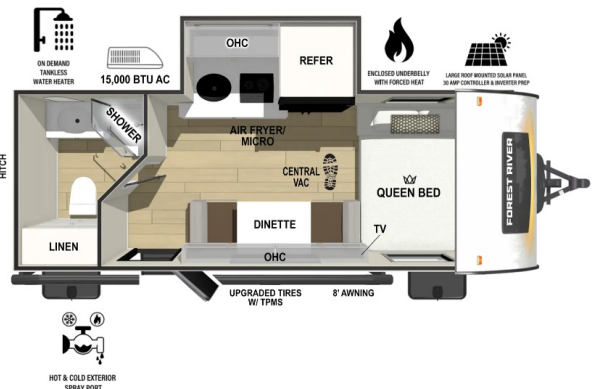 ON DEMAND
TANKLESS
WATER HEATER
15,000 BTU AC
OHC
REFER
ENCLOSED UNDERBELLY
WITH FORCED HEAT
LARGE ROOF MOUNTED SOLAR PANEL
30 AMP CONTROLLER & INVERTER PREP
SHOWER
AIR FRYER/
MICRO
CENTRAL
VAC
QUEEN BED
FOREST RIVER
HITCH
LINEN
DINETTE
TV
OHC
UPGRADED TIRES
W/ TPMS
8' AWNING
HOT & COLD EXTERIOR
SPRAY PORT